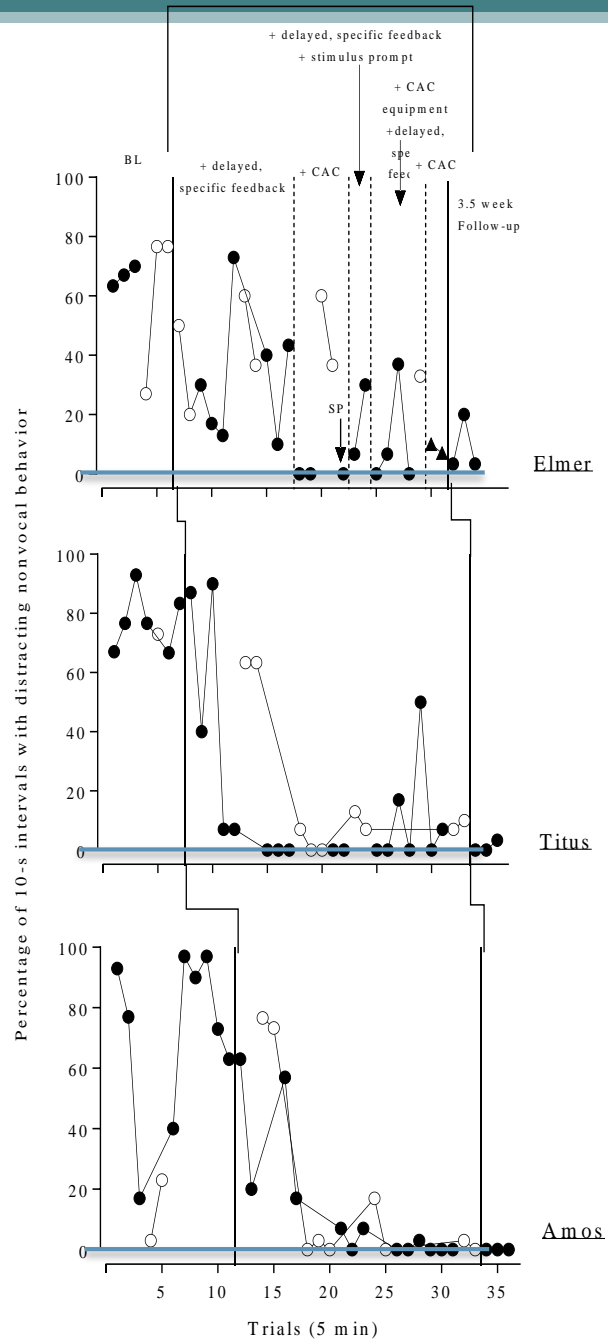 + delayed, specific feedback
+ stimulus prompt
+ CAC
equipment
+delayed,
spe
feed
+ CAC
BL
+ delayed,
specific feedback
+ CAC
3.5 week
Follow-up
100
80
60
40
20
0
SP
Elmer
100
80
60
40
20
0
Titus
100
80
60
40
20
0
Amos
5
10
15
20
25
30
35
Trials (5 min)
Percentage of 10-s intervals with distracting nonvocal behavior